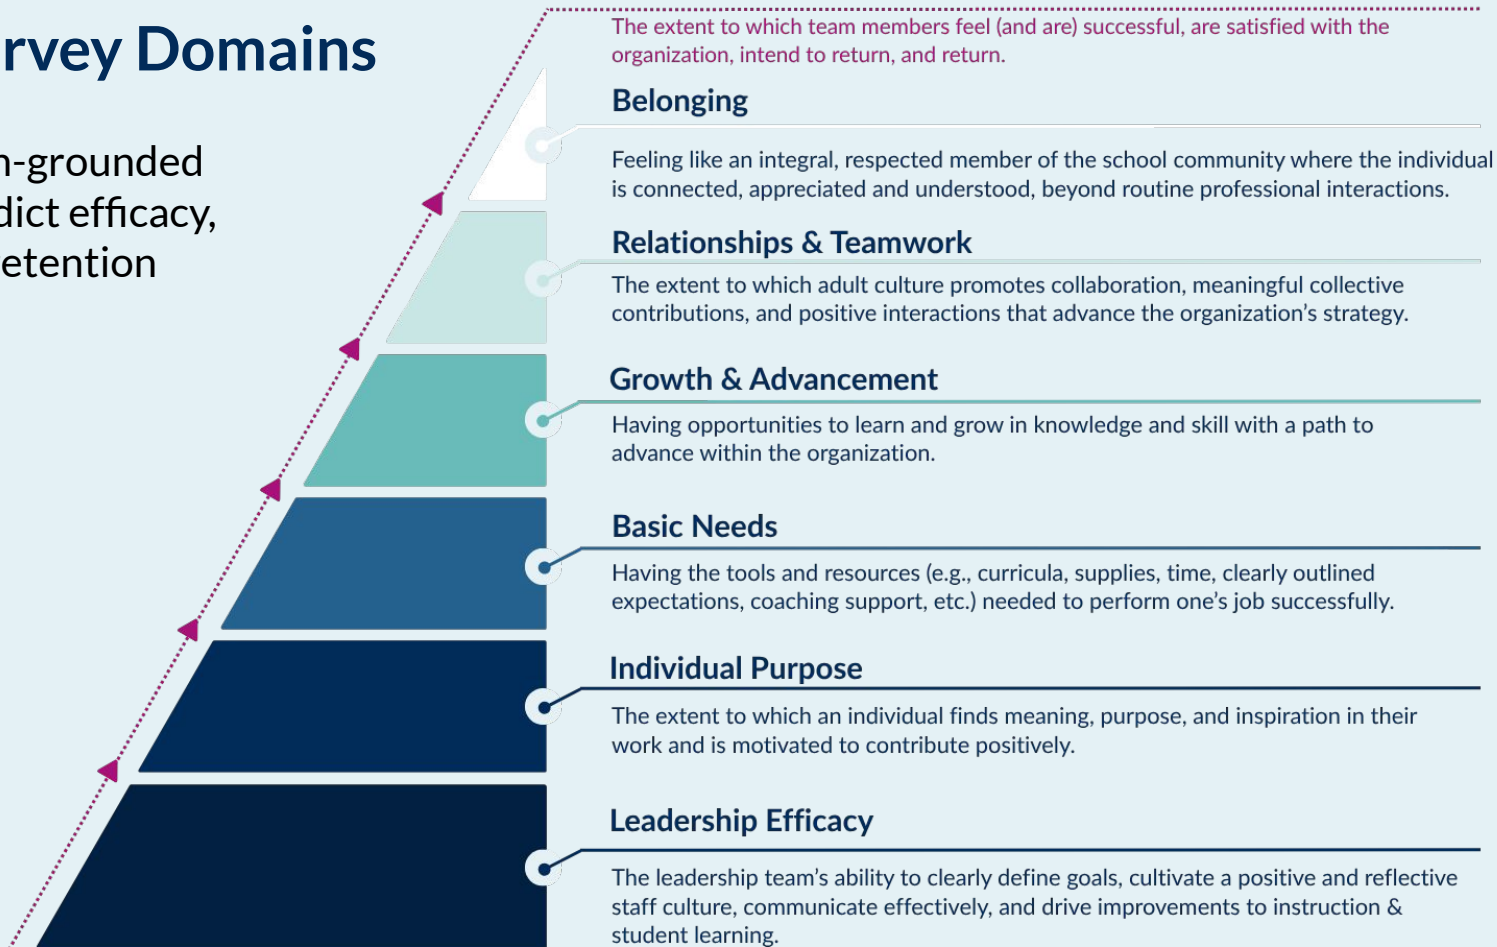 rvey Domains
n-grounded
dict efficacy,
etention
The extent to which team members feel (and are) successful, are satisfied with the
organization, intend to return, and return.
Belonging
Feeling like an integral, respected member of the school community where the individual
is connected, appreciated and understood, beyond routine professional interactions.
Relationships & Teamwork
The extent to which adult culture promotes collaboration, meaningful collective
contributions, and positive interactions that advance the organization's strategy.
Growth & Advancement
Having opportunities to learn and grow in knowledge and skill with a path to
advance within the organization.
Basic Needs
Having the tools and resources (e.g., curricula, supplies, time, clearly outlined
expectations, coaching support, etc.) needed to perform one's job successfully.
Individual Purpose
The extent to which an individual finds meaning, purpose, and inspiration in their
work and is motivated to contribute positively.
Leadership Efficacy
The leadership team's ability to clearly define goals, cultivate a positive and reflective
staff culture, communicate effectively, and drive improvements to instruction &
student learning.